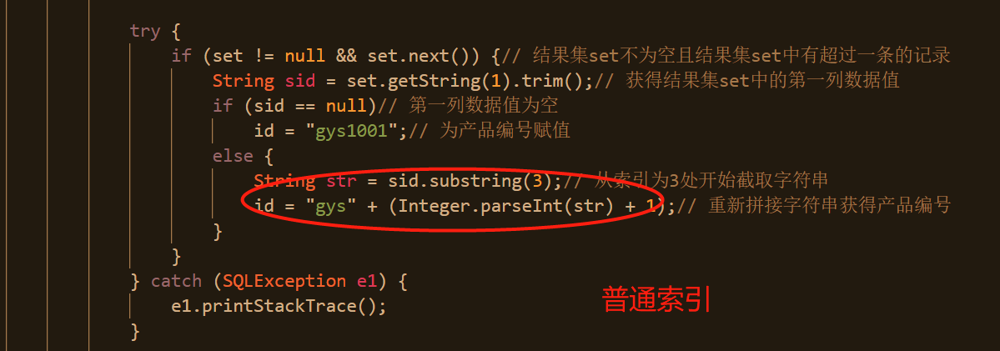 try {
if (set != null && set.next()) {// 结果集set不为空且结果集set中有超过一条的记录
String sid = set.getString(1).trim();// 获得结果集set中的第一列数据值
if (sid == null)// 第一列数据值为空
id = "gys1001";// 为产品编号赋值
else {
String str = sid.substring(3);// 从索引为3处开始截取字符串
id = "gys" + (Integer.parseInt(str) + 1);// 重新拼接字符串获得产品编号
}
}
} catch (SQLException e1) {
e1.printStackTrace();
}
普通索引